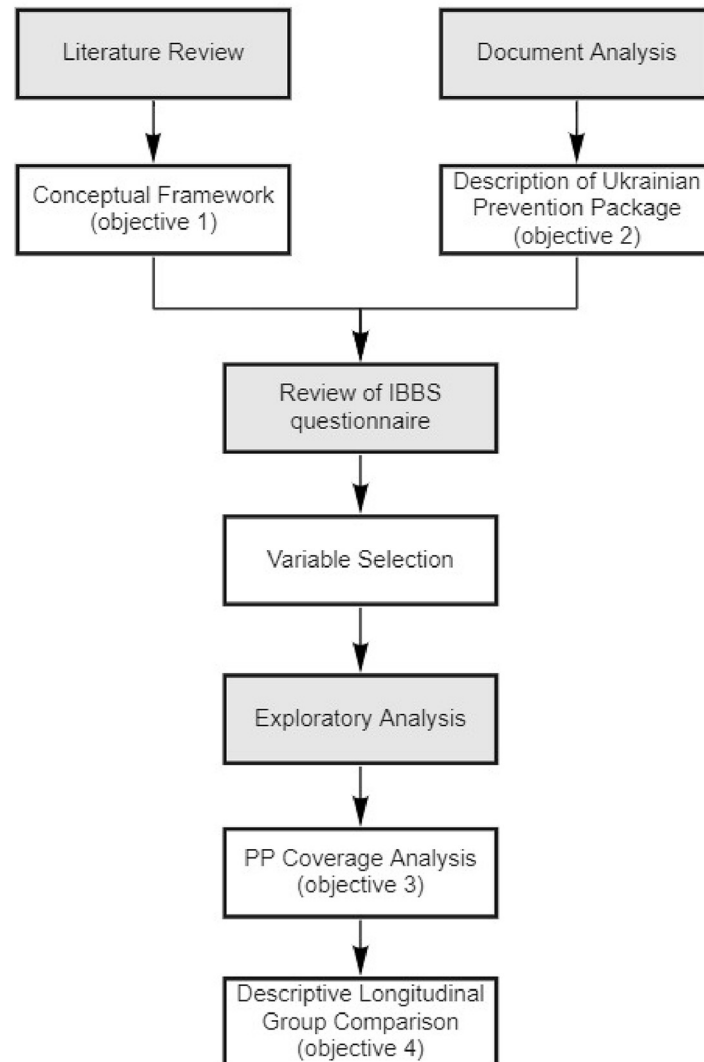 Literature Review
Document Analysis
Conceptual Framework
(objective 1)
Description of Ukrainian
Prevention Package
(objective 2)
Review of IBBS
questionnaire
Variable Selection
Exploratory Analysis
PP Coverage Analysis
(objective 3)
Descriptive Longitudinal
Group Comparison
(objective 4)